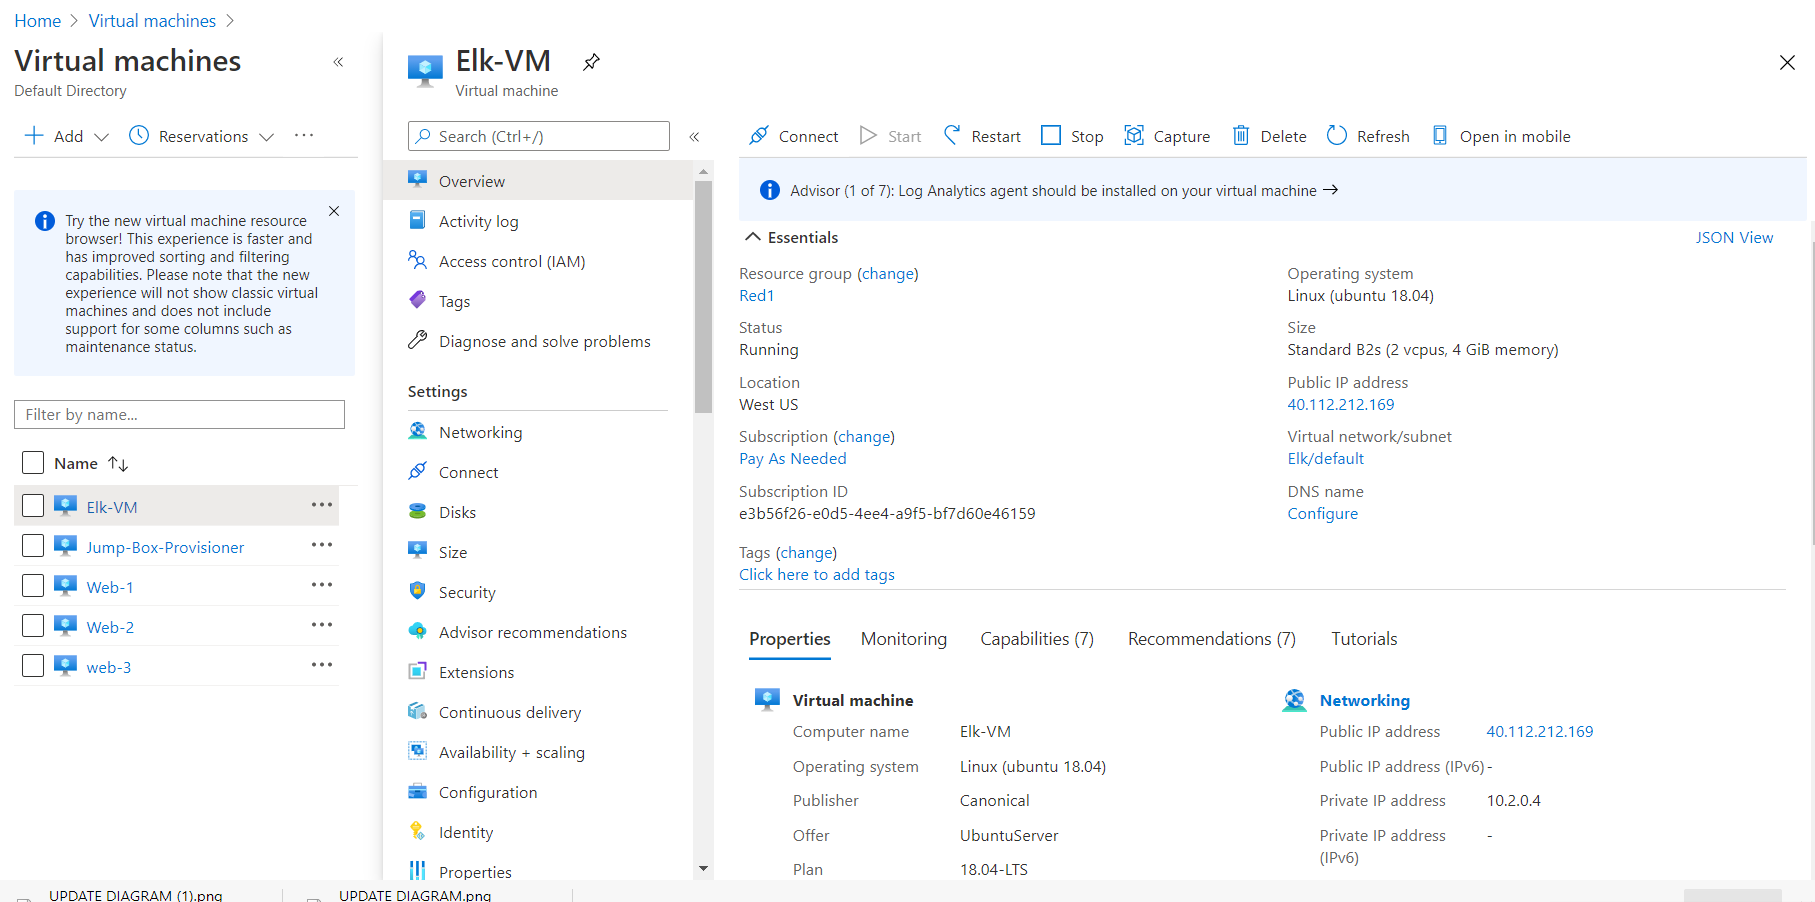 Home > Virtual machines >
Virtual machines «
Default Directory
+ Add Reservations ···
Try the new virtual machine resource
browser! This experience is faster and
has improved sorting and filtering
capabilities. Please note that the new
experience will not show classic virtual
machines and does not include
support for some columns such as
maintenance status.
Filter by name...
Name ↑↓
Elk-VM ···
Jump-Box-Provisioner ···
Web-1 ···
Web-2 ···
web-3 ···
Elk-VM
Virtual machine
Search (Ctrl+/) «
Overview
Activity log
Access control (IAM)
Tags
Diagnose and solve problems
Settings
Networking
Connect
Disks
Size
Security
Advisor recommendations
Extensions
Continuous delivery
Availability + scaling
Configuration
Identity
Properties
Connect Start Restart Stop Capture Delete Refresh Open in mobile
Advisor (1 of 7): Log Analytics agent should be installed on your virtual machine →
Essentials JSON View
Resource group (change)
Red1
Status
Running
Location
West US
Subscription (change)
Pay As Needed
Subscription ID
e3b56f26-e0d5-4ee4-a9f5-bf7d60e46159
Tags (change)
Click here to add tags
Operating system
Linux (ubuntu 18.04)
Size
Standard B2s (2 vcpus, 4 GiB memory)
Public IP address
40.112.212.169
Virtual network/subnet
Elk/default
DNS name
Configure
Properties Monitoring Capabilities (7) Recommendations (7) Tutorials
Virtual machine
Computer name Elk-VM
Operating system Linux (ubuntu 18.04)
Publisher Canonical
Offer UbuntuServer
Plan 18.04-LTS
Networking
Public IP address 40.112.212.169
Public IP address (IPv6) -
Private IP address 10.2.0.4
Private IP address -
(IPv6)
UPDATE DIAGRAM (1).png UPDATE DIAGRAM.png